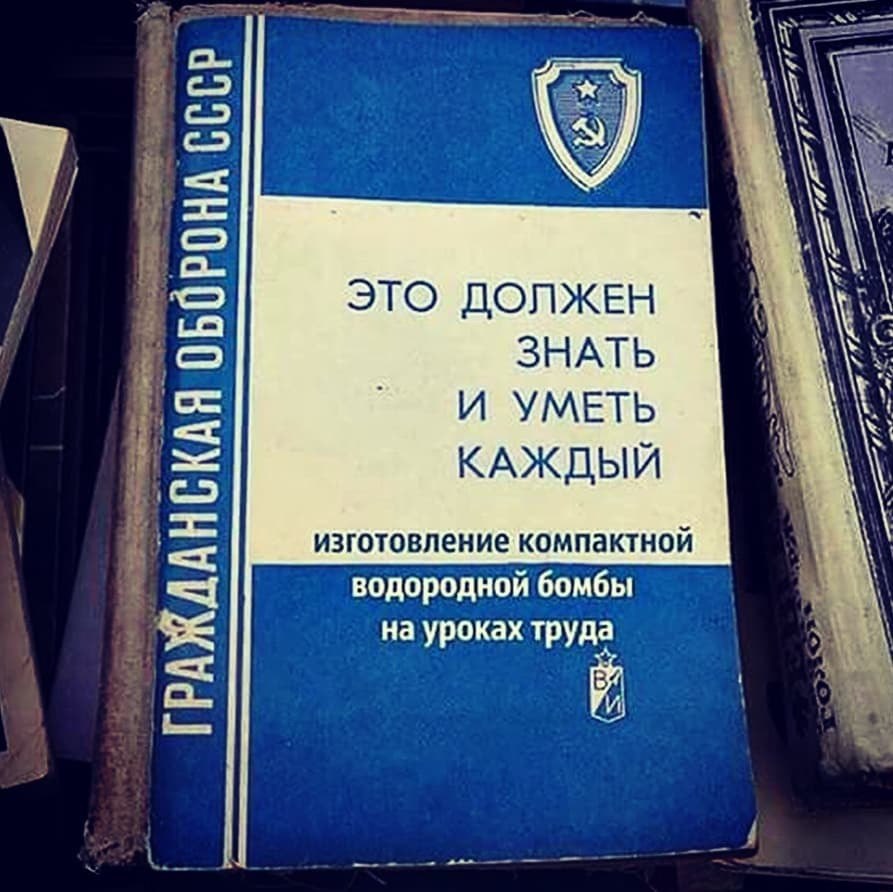 ГРАЖДАНСКАЯ ОБОРОНА СССР
ЭТО ДОЛЖЕН
ЗНАТЬ
И УМЕТЬ
КАЖДЫЙ
изготовление компактной
водородной бомбы
на уроках труда
В
И